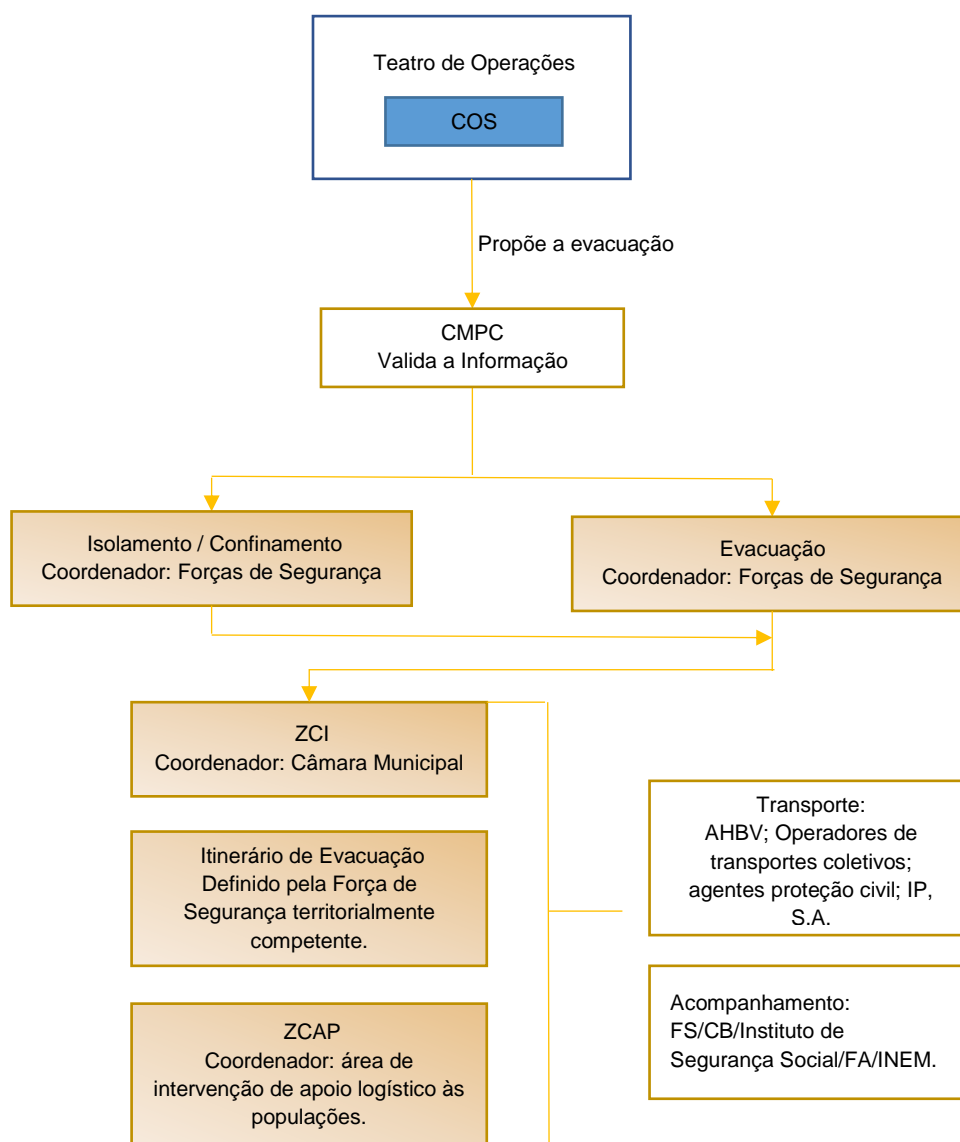 Teatro de Operações
COS
Propõe a evacuação
CMPC
Valida a Informação
Isolamento / Confinamento
Coordenador: Forças de Segurança
Evacuação
Coordenador: Forças de Segurança
ZCI
Coordenador: Câmara Municipal
Itinerário de Evacuação
Definido pela Força de
Segurança territorialmente
competente.
ZCAP
Coordenador: área de
intervenção de apoio logístico às
populações.
Transporte:
AHBV; Operadores de
transportes coletivos;
agentes proteção civil; IP,
S.A.
Acompanhamento:
FS/CB/Instituto de
Segurança Social/FA/INEM.